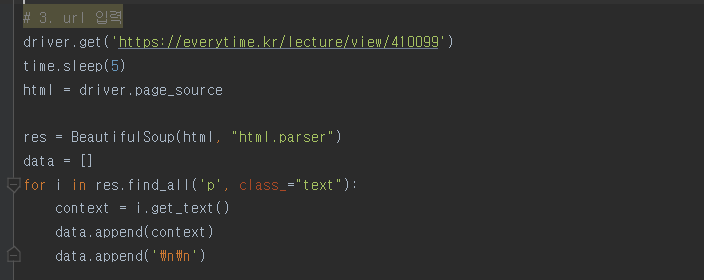 # 3. url 입력
driver.get('https://everytime.kr/lecture/view/410099')
time.sleep(5)
html = driver.page_source
res = BeautifulSoup(html, "html.parser")
data = []
for i in res.find_all('p', class_="text"):
    context = i.get_text()
    data.append(context)
    data.append('₩n₩n')